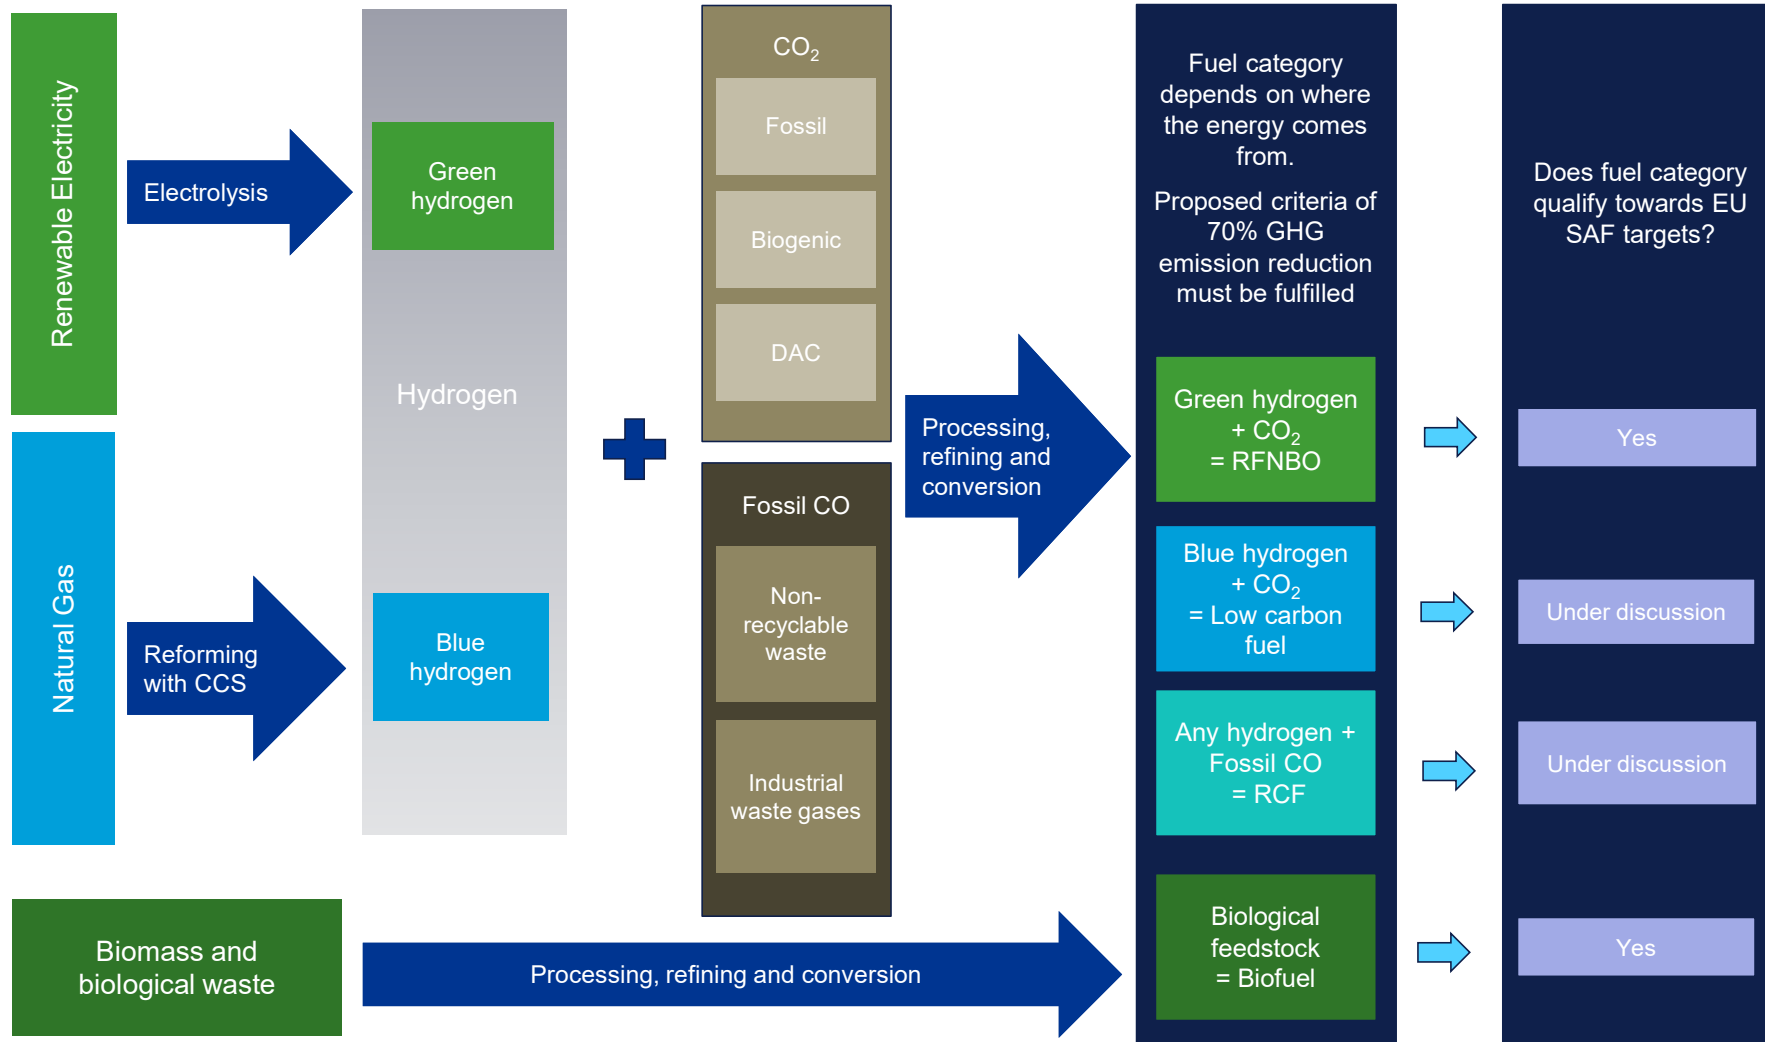 Renewable Electricity
Electrolysis
Green
hydrogen
Hydrogen
Natural Gas
Reforming
with CCS
Blue
hydrogen
CO₂
Fossil
Biogenic
DAC
Fossil CO
Non-
recyclable
waste
Industrial
waste gases
Processing,
refining and
conversion
Fuel category
depends on where
the energy comes
from.
Proposed criteria of
70% GHG
emission reduction
must be fulfilled
Green hydrogen
+ CO₂
= RFNBO
Blue hydrogen
+ CO₂
= Low carbon
fuel
Any hydrogen +
Fossil CO
= RCF
Biological
feedstock
= Biofuel
Does fuel category
qualify towards EU
SAF targets?
Yes
Under discussion
Under discussion
Yes
Biomass and
biological waste
Processing, refining and conversion